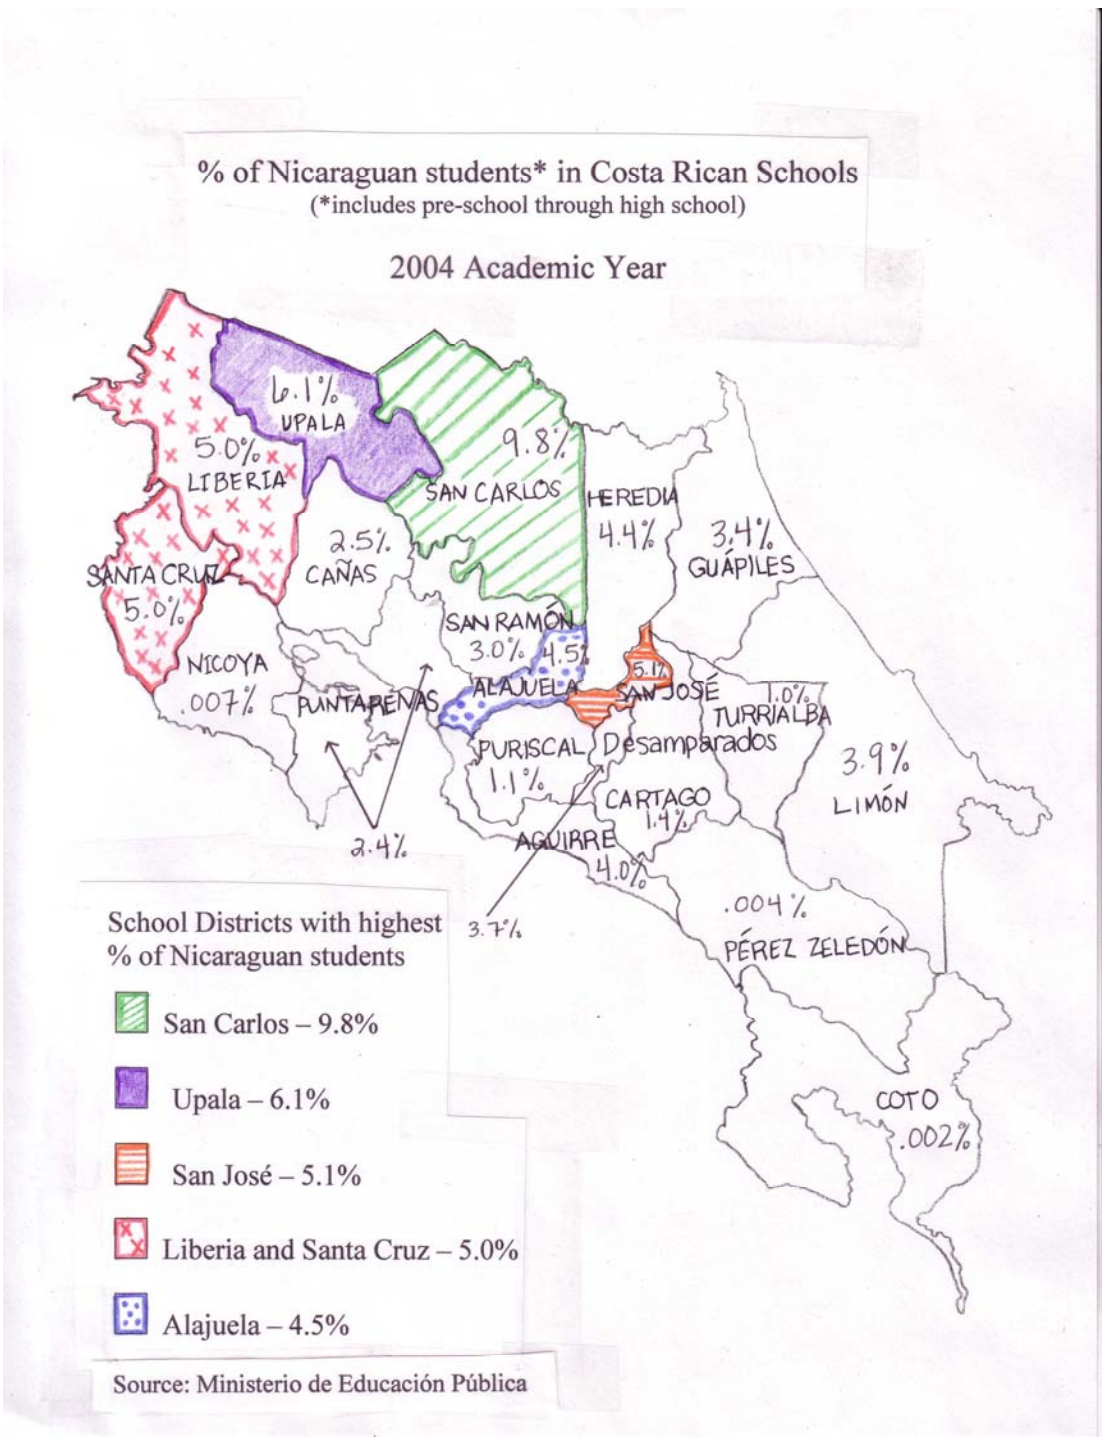 % of Nicaraguan students* in Costa Rican Schools
(*includes pre-school through high school)
2004 Academic Year
6.1%
UPALA
5.0%
LIBERIA
9.8%
SAN CARLOS
HEREDIA
4.4%
3.4%
GUÁPILES
2.5%
CAÑAS
SANTA CRUZ
5.0%
SAN RAMÓN
3.0%
4.5%
ALAJUELA
5.1%
SAN JOSÉ
NICOYA
.007%
PUNTARENAS
1.0%
TURRIALBA
PURISCAL
1.1%
Desamparados
3.9%
LIMÓN
CARTAGO
1.4%
2.4%
AGUIRRE
4.0%
3.7%
.004%
PÉREZ ZELEDÓN
COTO
.002%
School Districts with highest
% of Nicaraguan students
San Carlos – 9.8%
Upala – 6.1%
San José – 5.1%
Liberia and Santa Cruz – 5.0%
Alajuela – 4.5%
Source: Ministerio de Educación Pública